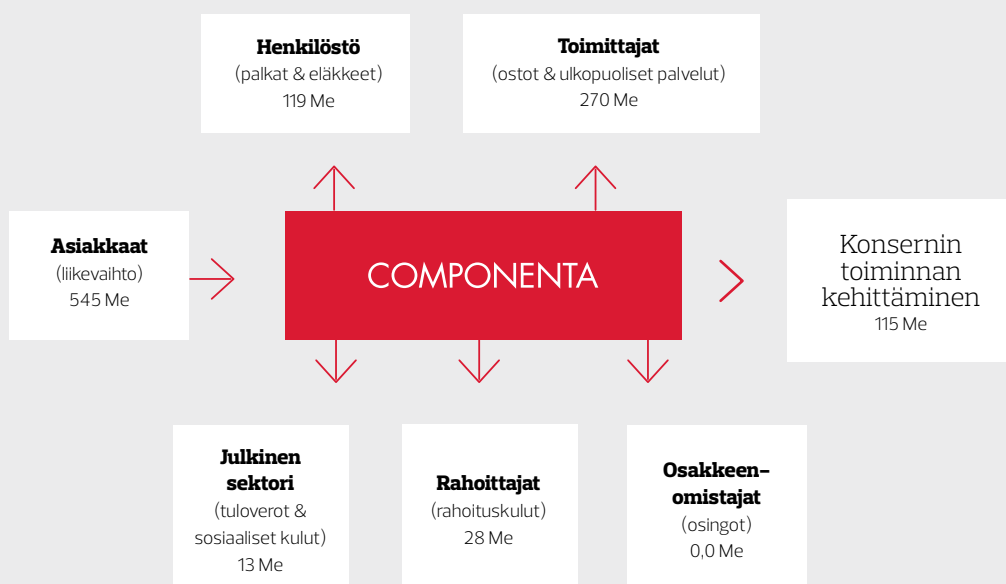 Henkilöstö
(palkat & eläkkeet)
119 Me
Toimittajat
(ostot & ulkopuoliset palvelut)
270 Me
Asiakkaat
(liikevaihto)
545 Me
COMPONENTA
Konsernin
toiminnan
kehittäminen
115 Me
Julkinen
sektori
(tuloverot &
sosiaaliset kulut)
13 Me
Rahoittajat
(rahoituskulut)
28 Me
Osakkeen-
omistajat
(osingot)
0,0 Me